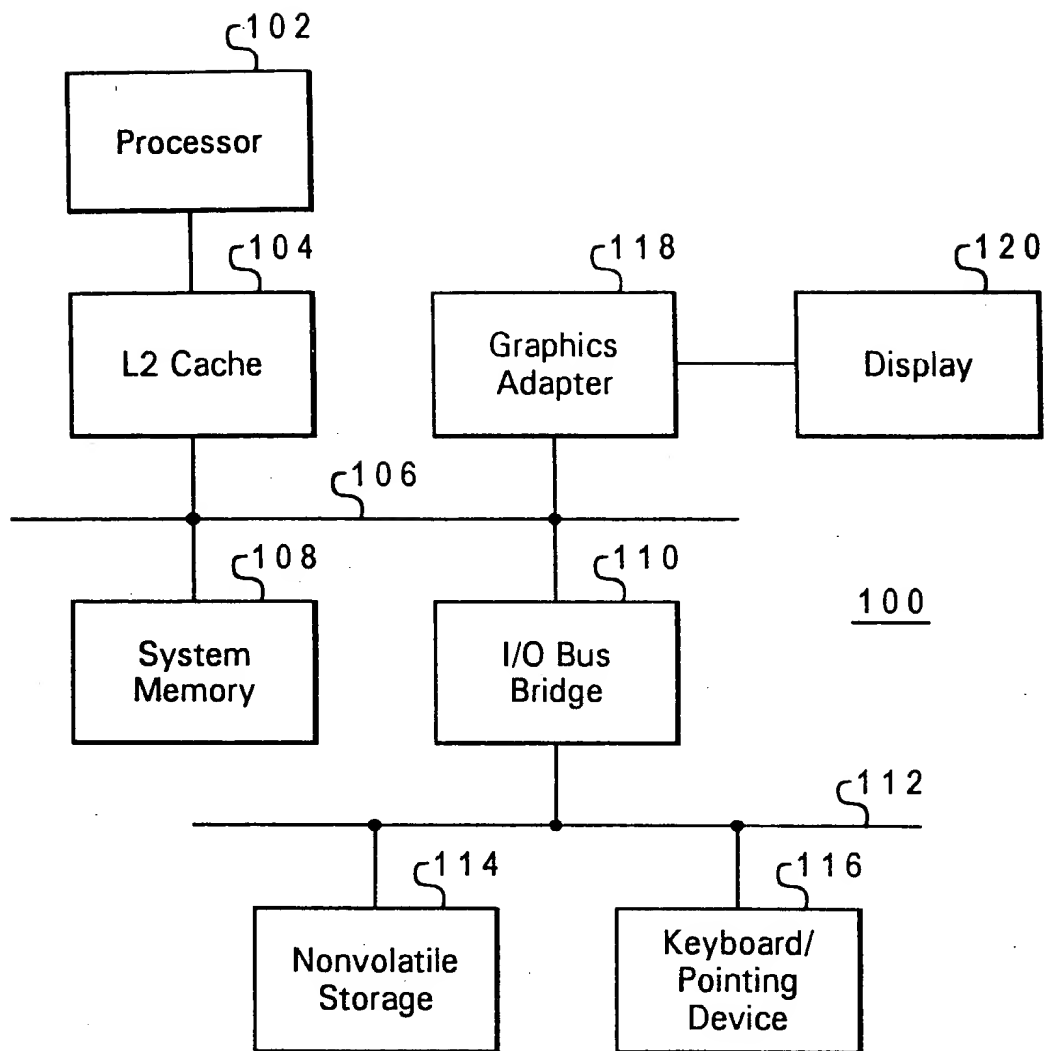 102
Processor
104
L2 Cache
118
Graphics
Adapter
120
Display
106
108
System
Memory
110
I/O Bus
Bridge
100
112
114
Nonvolatile
Storage
116
Keyboard/
Pointing
Device